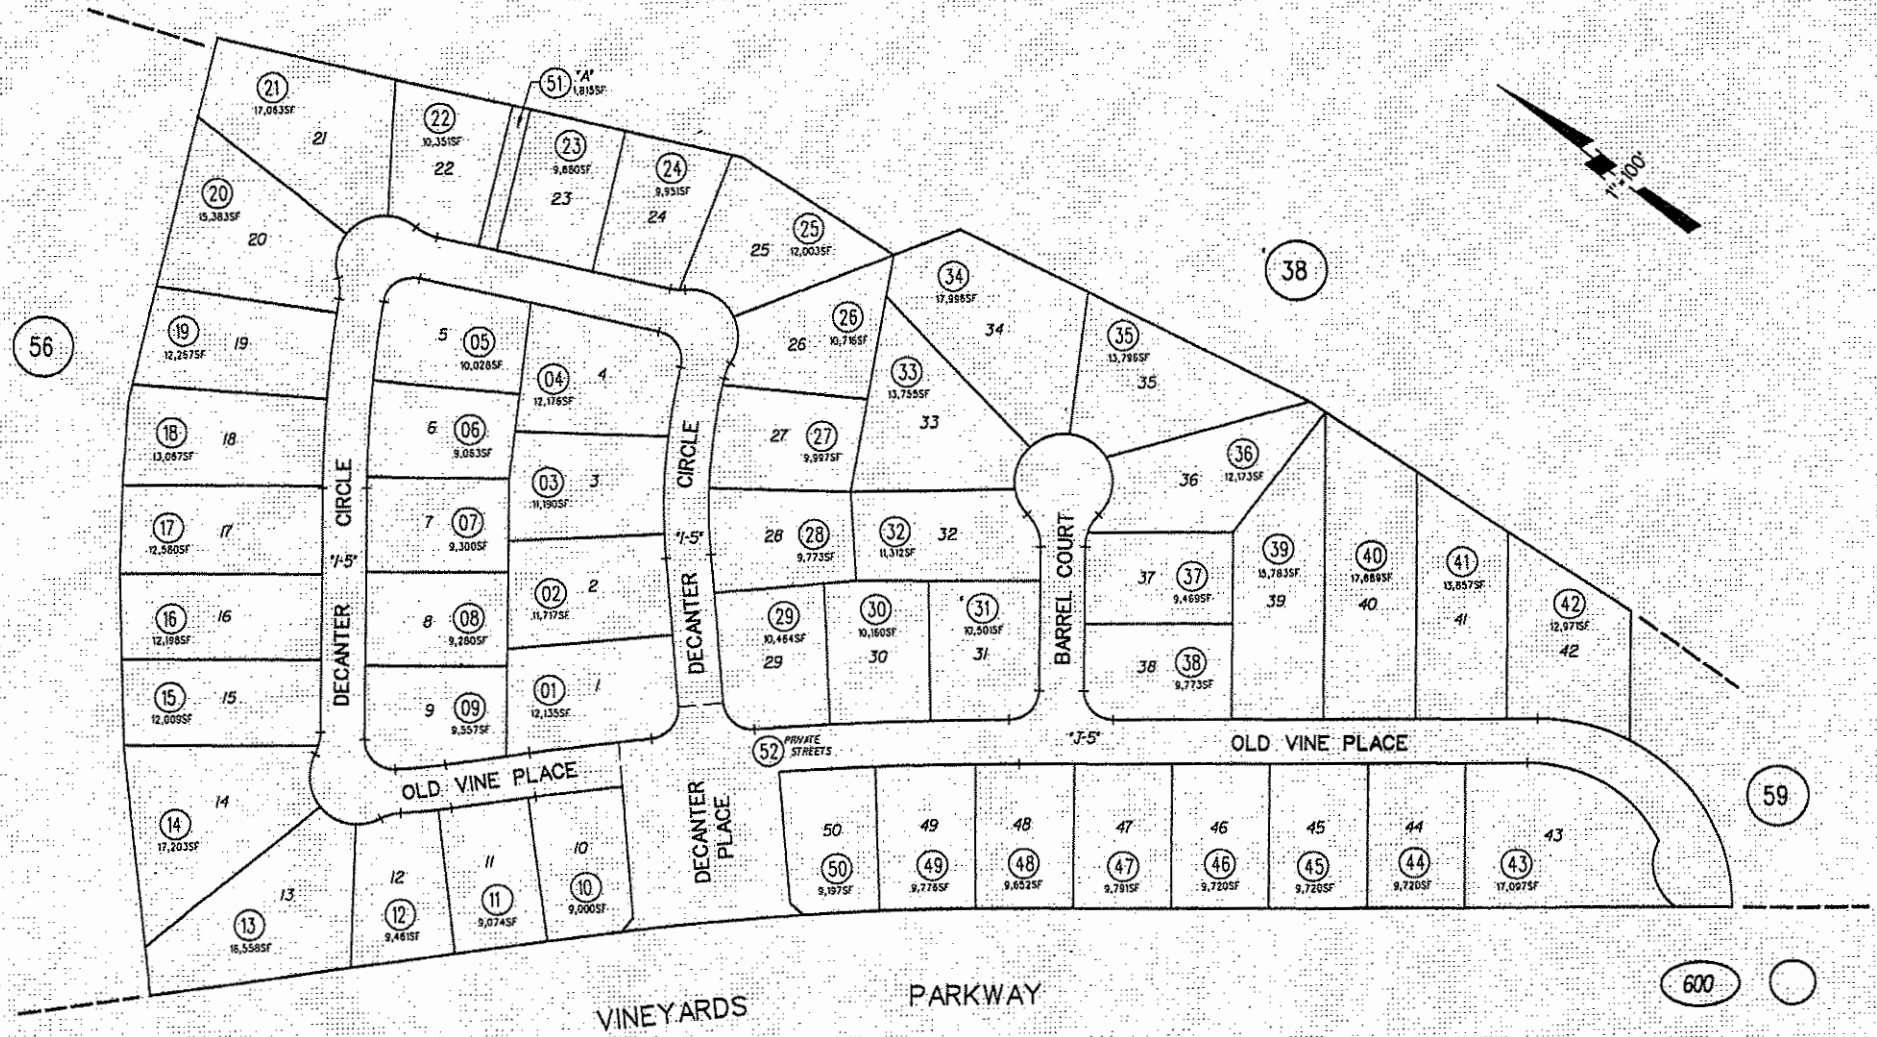 21
17,063SF
21
22
10,351SF
22
51 "A"
1,815SF
23
9,880SF
23
24
9,951SF
24
25
12,003SF
25
20
15,383SF
20
19
12,257SF
19
18
13,087SF
18
17
12,580SF
17
16
12,198SF
16
15
12,009SF
15
14
17,203SF
14
13
16,558SF
13
12
9,461SF
12
11
9,074SF
11
10
9,000SF
10
5
05
10,028SF
04
12,176SF
4
6
06
9,083SF
03
11,190SF
3
7
07
9,300SF
02
11,717SF
2
8
08
9,280SF
01
12,135SF
1
9
09
9,357SF
DECANTER CIRCLE
"I-5"
DECANTER CIRCLE
"I-5"
OLD VINE PLACE
26
10,716SF
26
27
9,997SF
27
28
9,773SF
28
29
10,464SF
29
30
10,160SF
30
31
10,501SF
31
32
11,312SF
32
33
13,755SF
33
34
17,998SF
34
35
13,796SF
35
36
12,173SF
36
37
9,469SF
37
38
9,773SF
38
39
15,783SF
39
40
17,889SF
40
41
13,857SF
41
42
12,971SF
42
BARREL COURT
52 PRIVATE
STREETS
"J-5"
OLD VINE PLACE
DECANTER
PLACE
50
50
9,197SF
49
49
9,776SF
48
48
9,652SF
47
47
9,791SF
46
46
9,720SF
45
45
9,720SF
44
44
9,720SF
43
43
17,097SF
56
38
59
1"=100'
600
VINEYARDS PARKWAY